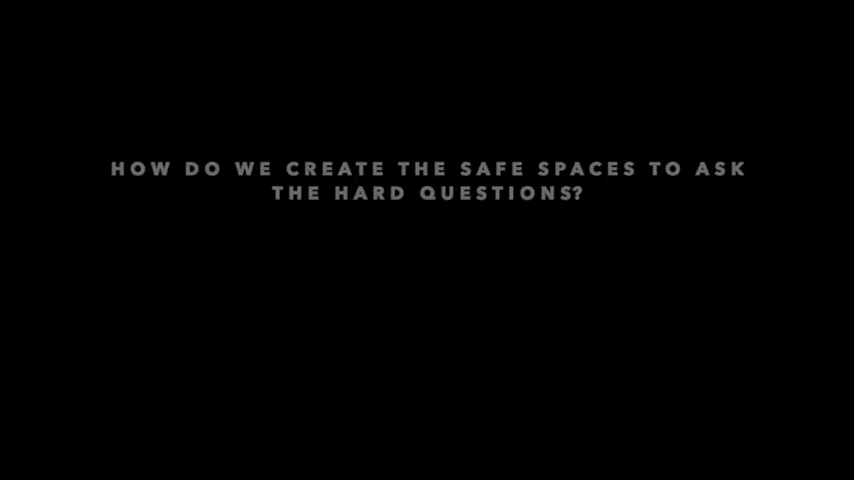 HOW DO WE CREATE THE SAFE SPACES TO ASK
THE HARD QUESTIONS?